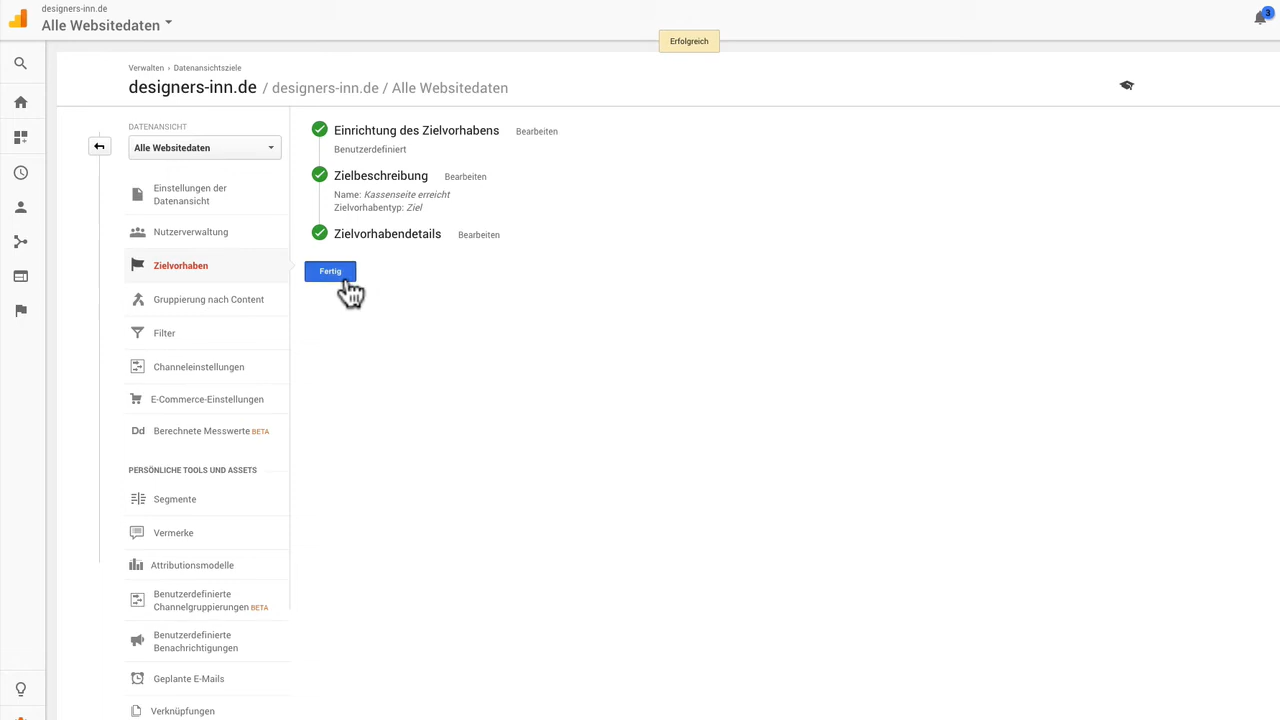 designers-inn.de
Alle Websitedaten
3
Erfolgreich
Verwalten › Datenansichtsziele
designers-inn.de / designers-inn.de / Alle Websitedaten
DATENANSICHT
Alle Websitedaten
Einstellungen der
Datenansicht
Nutzerverwaltung
Zielvorhaben
Gruppierung nach Content
Filter
Channeleinstellungen
E-Commerce-Einstellungen
Dd Berechnete Messwerte BETA
PERSÖNLICHE TOOLS UND ASSETS
Segmente
Vermerke
Attributionsmodelle
Benutzerdefinierte
Channelgruppierungen BETA
Benutzerdefinierte
Benachrichtigungen
Geplante E-Mails
Verknüpfungen
Einrichtung des Zielvorhabens Bearbeiten
Benutzerdefiniert
Zielbeschreibung Bearbeiten
Name: Kassenseite erreicht
Zielvorhabentyp: Ziel
Zielvorhabendetails Bearbeiten
Fertig